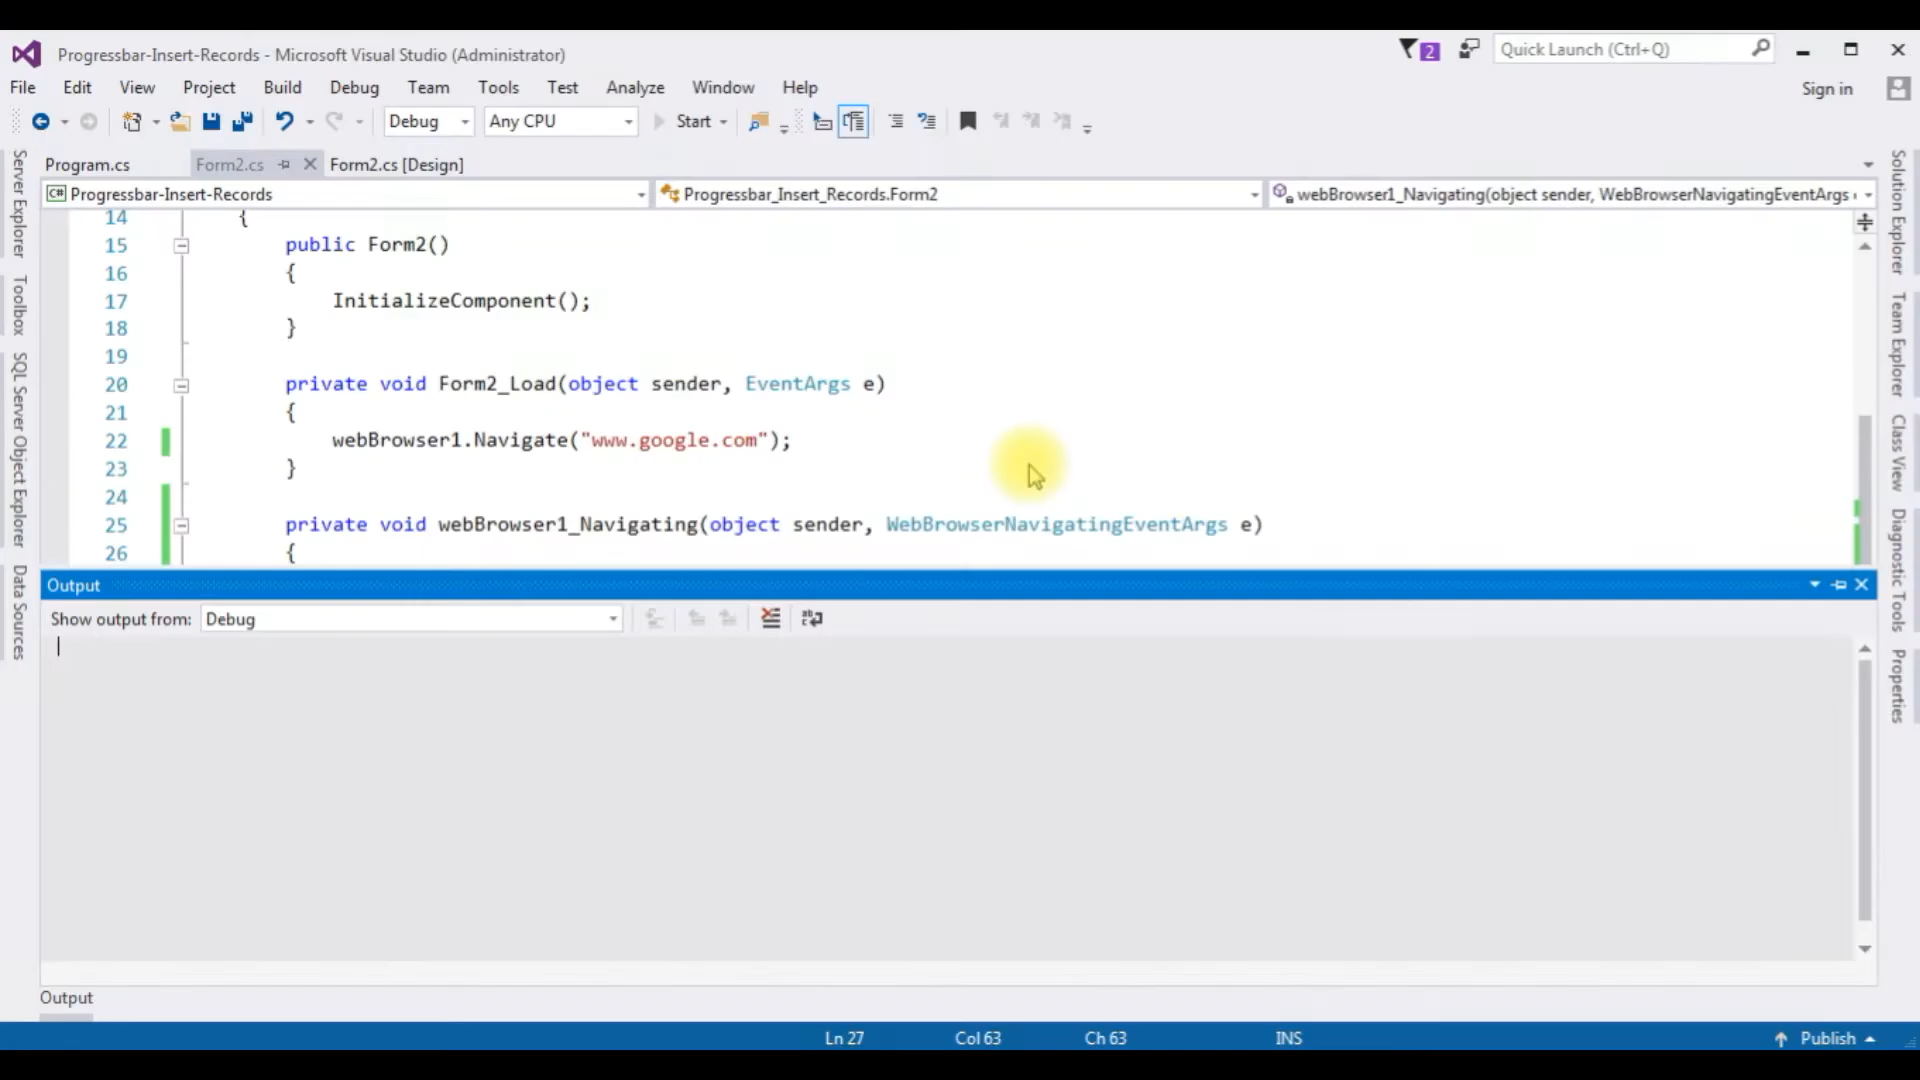 Progressbar-Insert-Records - Microsoft Visual Studio (Administrator)
2
Quick Launch (Ctrl+Q)
File Edit View Project Build Debug Team Tools Test Analyze Window Help
Sign in
Debug
Any CPU
Start
Program.cs
Form2.cs
Form2.cs [Design]
C# Progressbar-Insert-Records
Progressbar_Insert_Records.Form2
webBrowser1_Navigating(object sender, WebBrowserNavigatingEventArgs
14 {
15 public Form2()
16 {
17 InitializeComponent();
18 }
19
20 private void Form2_Load(object sender, EventArgs e)
21 {
22 webBrowser1.Navigate("www.google.com");
23 }
24
25 private void webBrowser1_Navigating(object sender, WebBrowserNavigatingEventArgs e)
26 {
Server Explorer
Toolbox
SQL Server Object Explorer
Data Sources
Solution Explorer
Team Explorer
Class View
Diagnostic Tools
Properties
Output
Show output from: Debug
Output
Ln 27
Col 63
Ch 63
INS
Publish